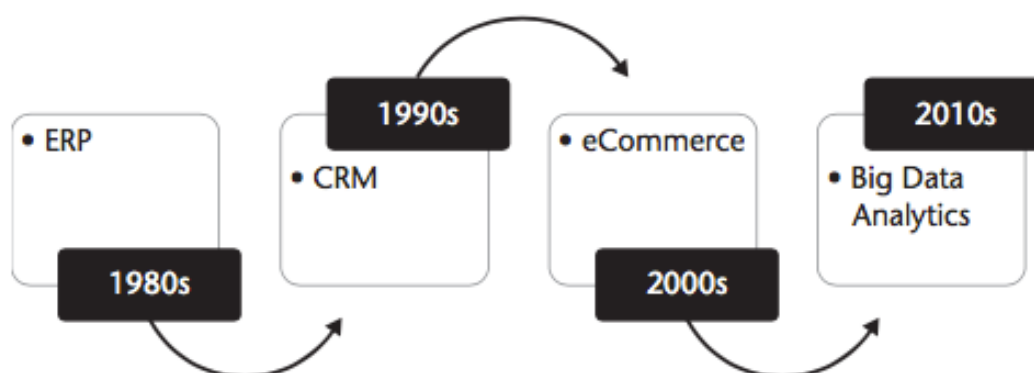 • ERP
1980s
1990s
• CRM
• eCommerce
2000s
2010s
• Big Data
Analytics